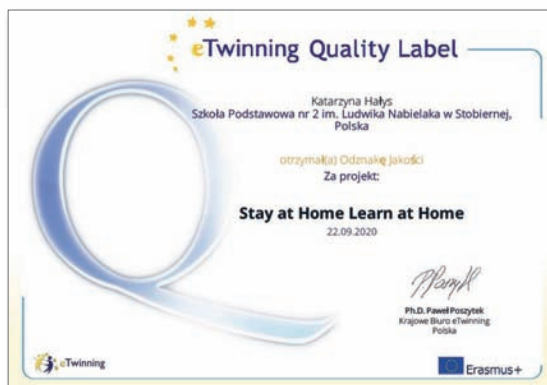 eTwinning Quality Label
Katarzyna Hałys
Szkoła Podstawowa nr 2 im. Ludwika Nabielaka w Stobiernej,
Polska
otrzymał(a) Odznakę Jakości
Za projekt:
Stay at Home Learn at Home
22.09.2020
Ph.D. Paweł Poszytek
Krajowe Biuro eTwinning
Polska
eTwinning
Erasmus+